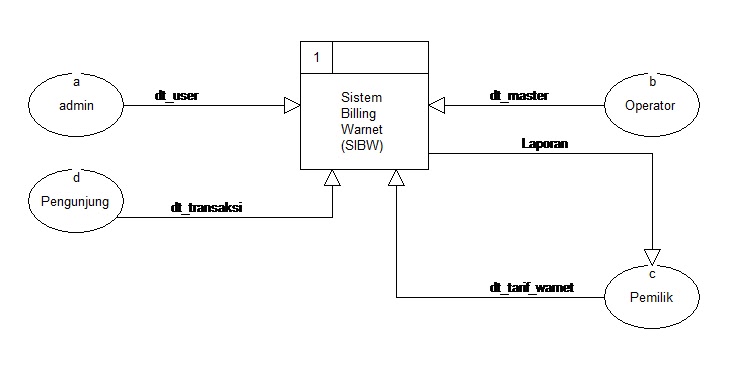 1
a
admin
dt_user
Sistem
Billing
Warnet
(SIBW)
dt_master
b
Operator
Laporan
d
Pengunjung
dt_transaksi
dt_tarif_warnet
c
Pemilik